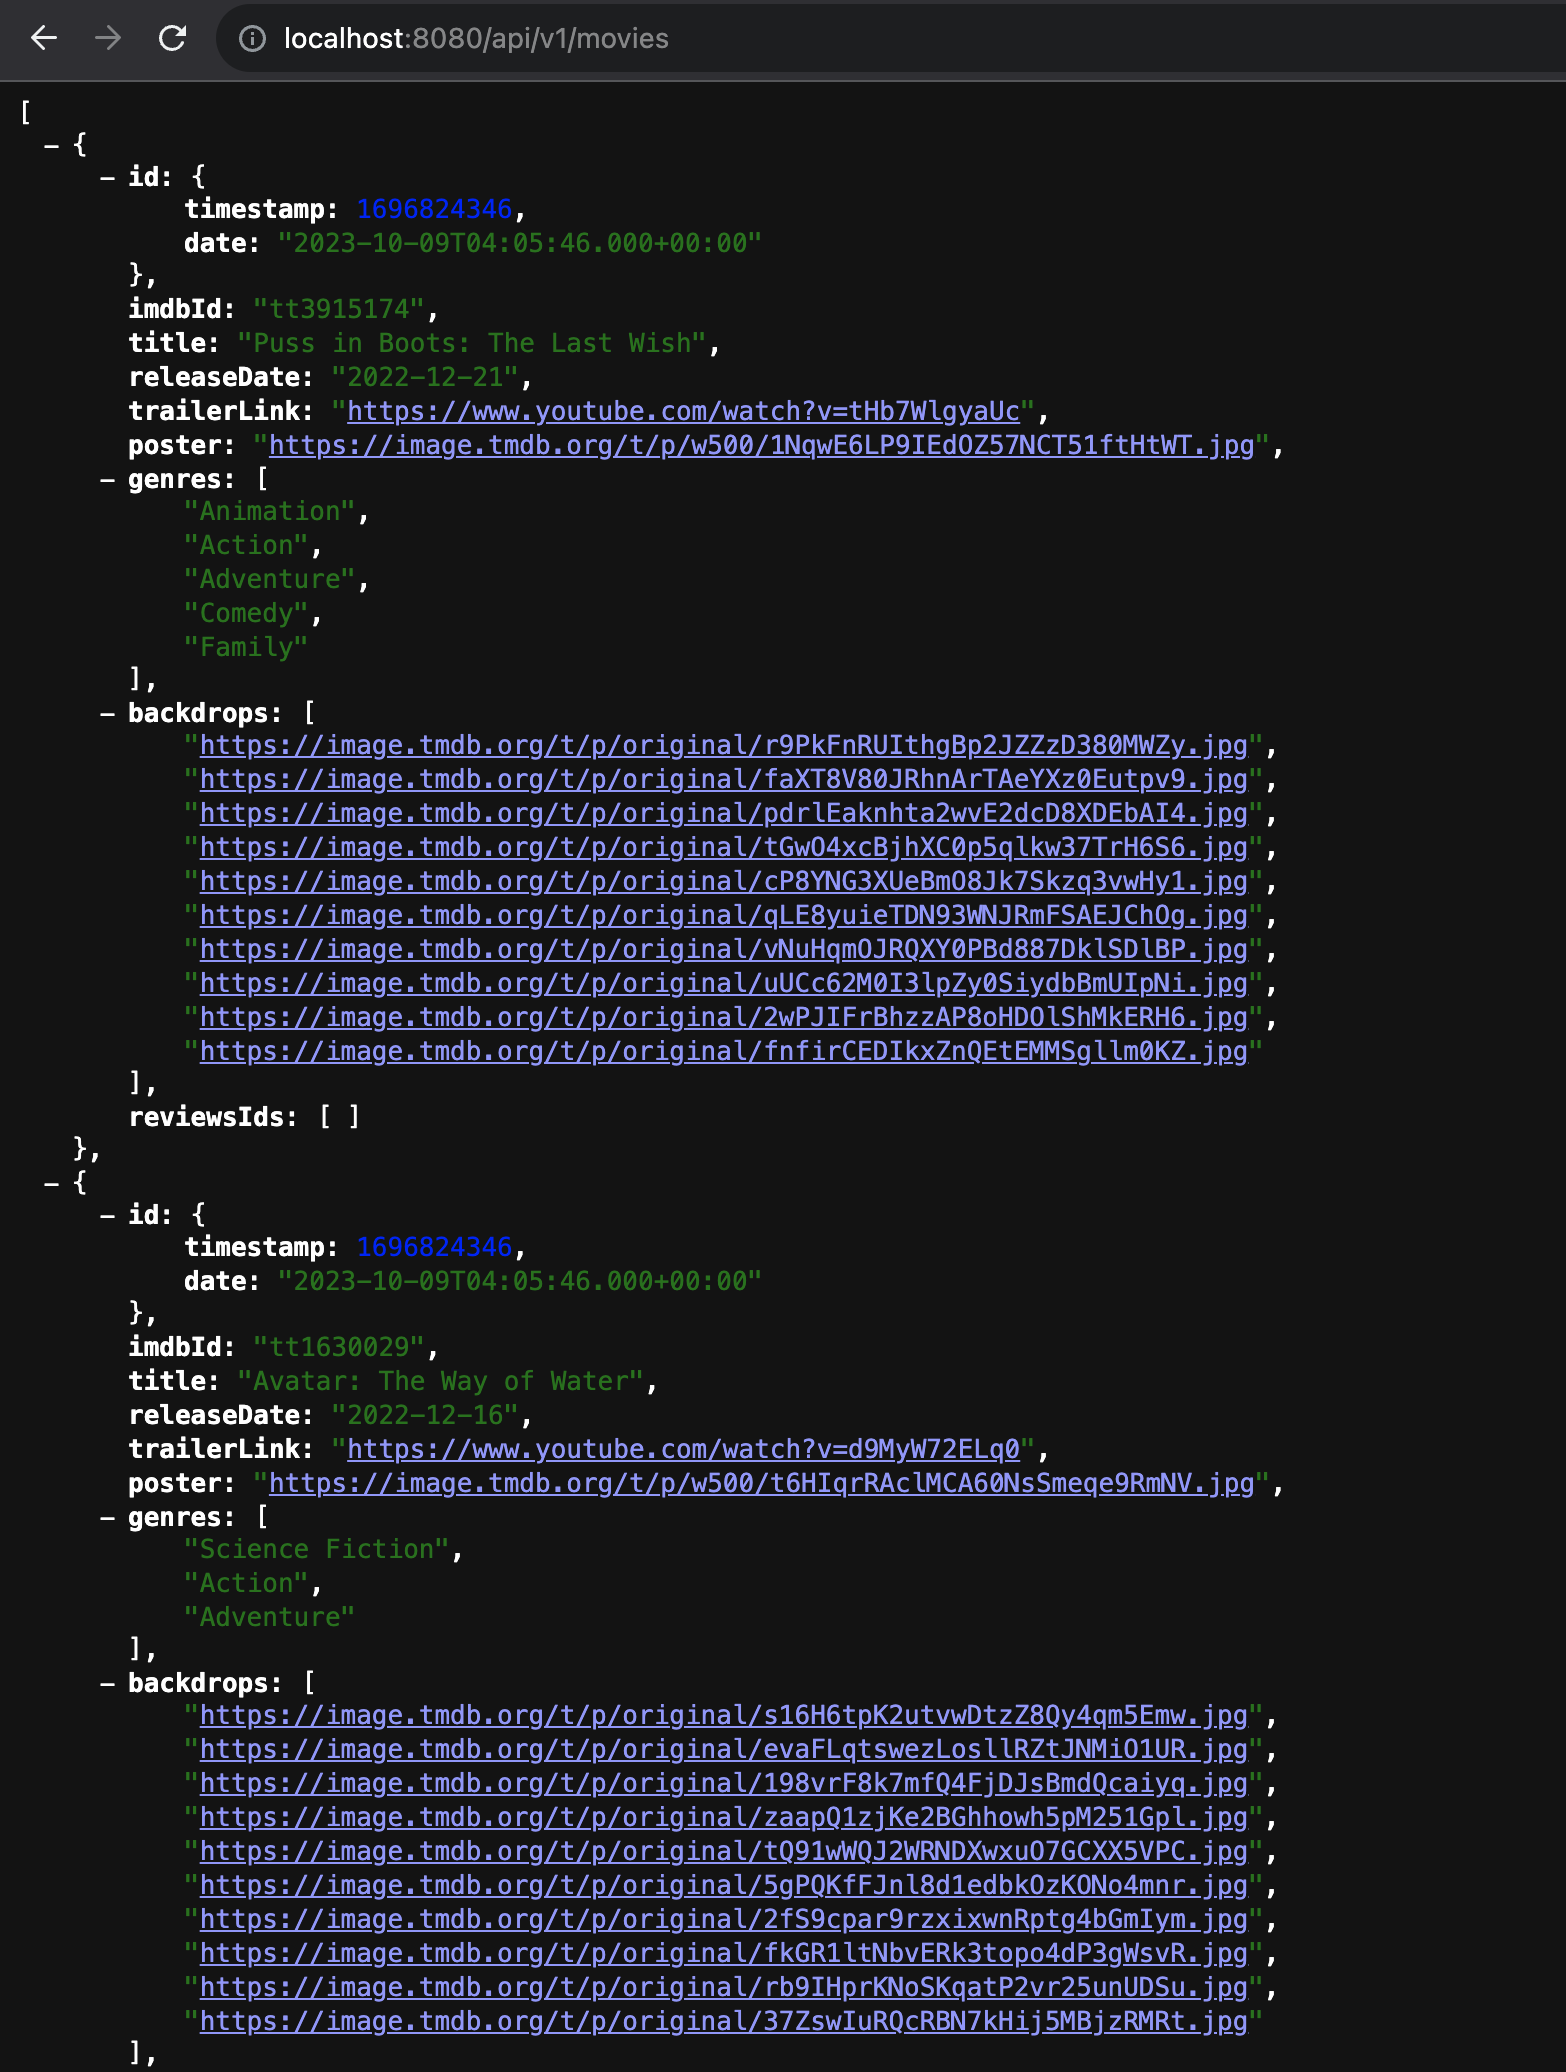 localhost:8080/api/v1/movies
[
– {
– id: {
timestamp: 1696824346,
date: "2023-10-09T04:05:46.000+00:00"
},
imdbId: "tt3915174",
title: "Puss in Boots: The Last Wish",
releaseDate: "2022-12-21",
trailerLink: "https://www.youtube.com/watch?v=tHb7WlgyaUc",
poster: "https://image.tmdb.org/t/p/w500/1NqwE6LP9IEdOZ57NCT51ftHtWT.jpg",
– genres: [
"Animation",
"Action",
"Adventure",
"Comedy",
"Family"
],
– backdrops: [
"https://image.tmdb.org/t/p/original/r9PkFnRUIthgBp2JZZzD380MWZy.jpg",
"https://image.tmdb.org/t/p/original/faXT8V80JRhnArTAeYXz0Eutpv9.jpg",
"https://image.tmdb.org/t/p/original/pdrlEaknhta2wvE2dcD8XDEbAI4.jpg",
"https://image.tmdb.org/t/p/original/tGwO4xcBjhXC0p5qlkw37TrH6S6.jpg",
"https://image.tmdb.org/t/p/original/cP8YNG3XUeBmO8Jk7Skzq3vwHy1.jpg",
"https://image.tmdb.org/t/p/original/qLE8yuieTDN93WNJRmFSAEJChOg.jpg",
"https://image.tmdb.org/t/p/original/vNuHqmOJRQXY0PBd887DklSDlBP.jpg",
"https://image.tmdb.org/t/p/original/uUCc62M0I3lpZy0SiydbBmUIpNi.jpg",
"https://image.tmdb.org/t/p/original/2wPJIFrBhzzAP8oHDOlShMkERH6.jpg",
"https://image.tmdb.org/t/p/original/fnfirCEDIkxZnQEtEMMSgllm0KZ.jpg"
],
reviewsIds: [ ]
},
– {
– id: {
timestamp: 1696824346,
date: "2023-10-09T04:05:46.000+00:00"
},
imdbId: "tt1630029",
title: "Avatar: The Way of Water",
releaseDate: "2022-12-16",
trailerLink: "https://www.youtube.com/watch?v=d9MyW72ELq0",
poster: "https://image.tmdb.org/t/p/w500/t6HIqrRAclMCA60NsSmeqe9RmNV.jpg",
– genres: [
"Science Fiction",
"Action",
"Adventure"
],
– backdrops: [
"https://image.tmdb.org/t/p/original/s16H6tpK2utvwDtzZ8Qy4qm5Emw.jpg",
"https://image.tmdb.org/t/p/original/evaFLqtswezLosllRZtJNMiO1UR.jpg",
"https://image.tmdb.org/t/p/original/198vrF8k7mfQ4FjDJsBmdQcaiyq.jpg",
"https://image.tmdb.org/t/p/original/zaapQ1zjKe2BGhhowh5pM251Gpl.jpg",
"https://image.tmdb.org/t/p/original/tQ91wWQJ2WRNDXwxuO7GCXX5VPC.jpg",
"https://image.tmdb.org/t/p/original/5gPQKfFJnl8d1edbkOzKONo4mnr.jpg",
"https://image.tmdb.org/t/p/original/2fS9cpar9rzxixwnRptg4bGmIym.jpg",
"https://image.tmdb.org/t/p/original/fkGR1ltNbvERk3topo4dP3gWsvR.jpg",
"https://image.tmdb.org/t/p/original/rb9IHprKNoSKqatP2vr25unUDSu.jpg",
"https://image.tmdb.org/t/p/original/37ZswIuRQcRBN7kHij5MBjzRMRt.jpg"
],